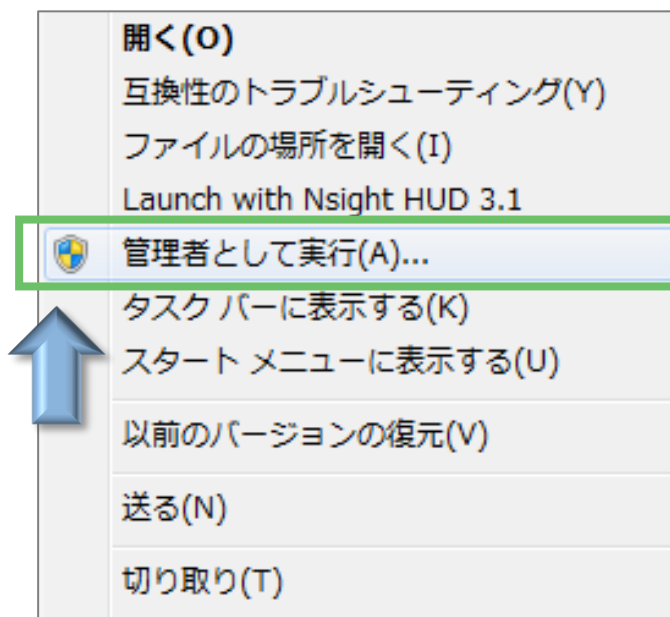 開く(O)
互換性のトラブルシューティング(Y)
ファイルの場所を開く(I)
Launch with Nsight HUD 3.1
管理者として実行(A)...
タスク バーに表示する(K)
スタート メニューに表示する(U)
以前のバージョンの復元(V)
送る(N)
切り取り(T)